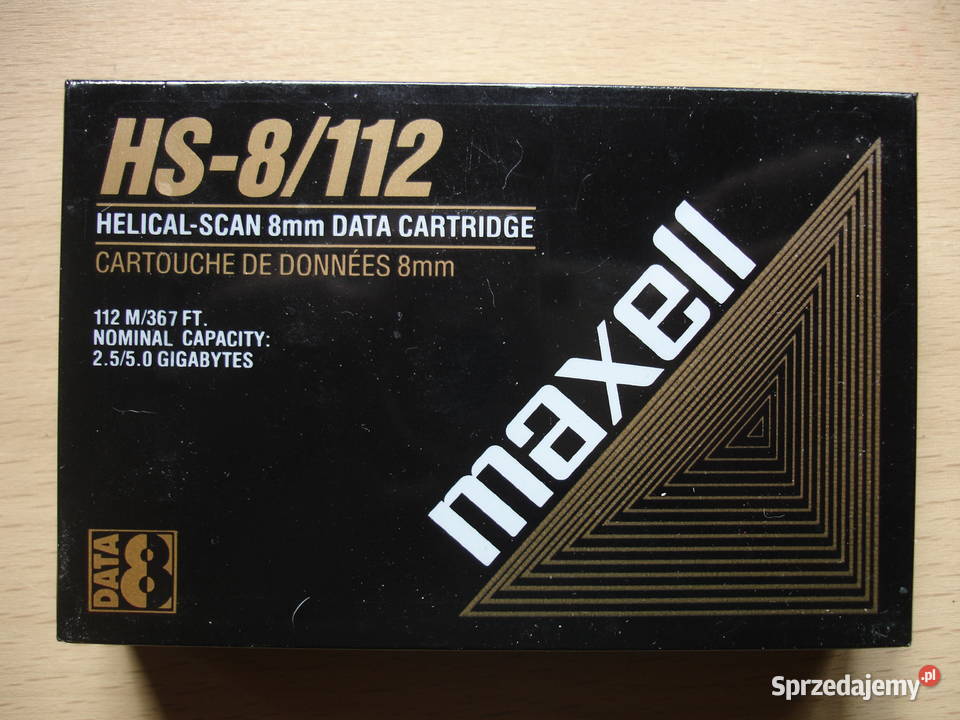 HS-8/112
HELICAL-SCAN 8mm DATA CARTRIDGE
CARTOUCHE DE DONNÉES 8mm
112 M/367 FT.
NOMINAL CAPACITY:
2.5/5.0 GIGABYTES
maxell
DATA 8
Sprzedajemy.pl